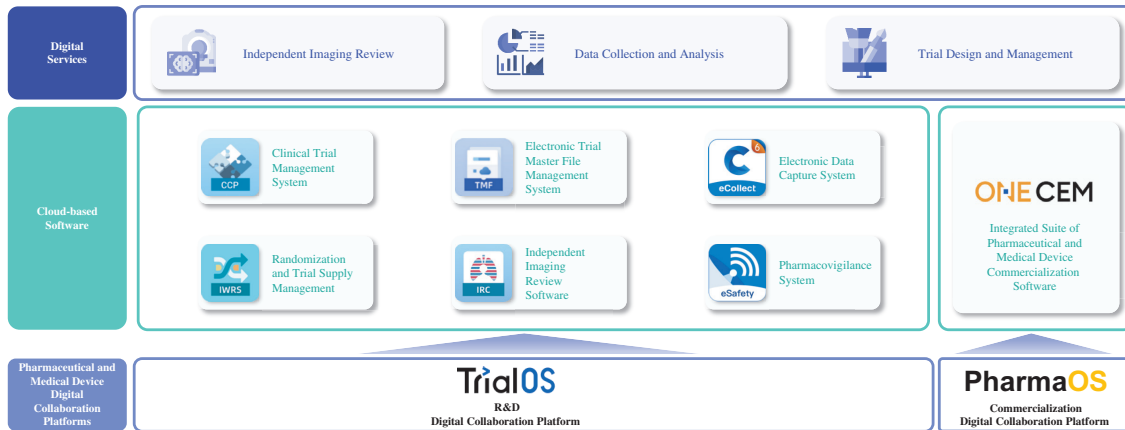 Digital
Services
Independent Imaging Review
Data Collection and Analysis
Trial Design and Management
Cloud-based
Software
CCP
Clinical Trial
Management
System
TMF
Electronic Trial
Master File
Management
System
6
C
eCollect
Electronic Data
Capture System
IWRS
Randomization
and Trial Supply
Management
IRC
Independent
Imaging
Review
Software
eSafety
Pharmacovigilance
System
ONE CEM
Integrated Suite of
Pharmaceutical and
Medical Device
Commercialization
Software
Pharmaceutical and
Medical Device
Digital
Collaboration
Platforms
TrialOS
R&D
Digital Collaboration Platform
PharmaOS
Commercialization
Digital Collaboration Platform